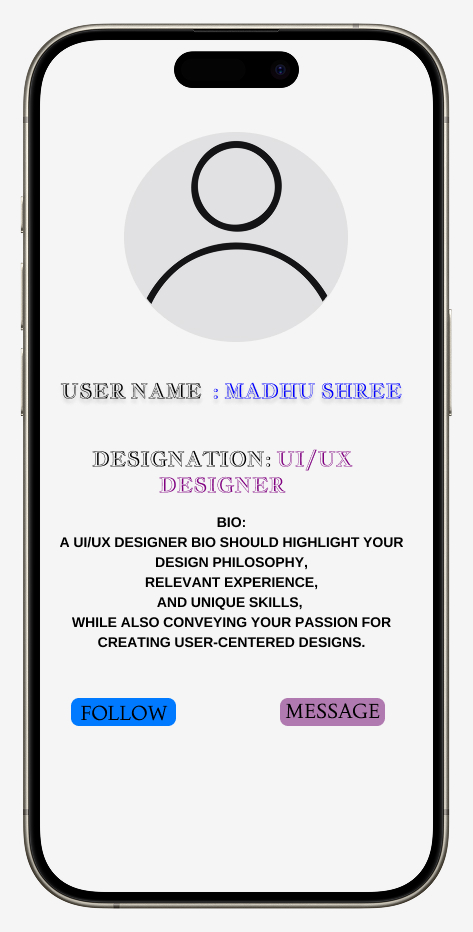 USER NAME : MADHU SHREE
DESIGNATION: UI/UX
DESIGNER
BIO:
A UI/UX DESIGNER BIO SHOULD HIGHLIGHT YOUR
DESIGN PHILOSOPHY,
RELEVANT EXPERIENCE,
AND UNIQUE SKILLS,
WHILE ALSO CONVEYING YOUR PASSION FOR
CREATING USER-CENTERED DESIGNS.
FOLLOW MESSAGE